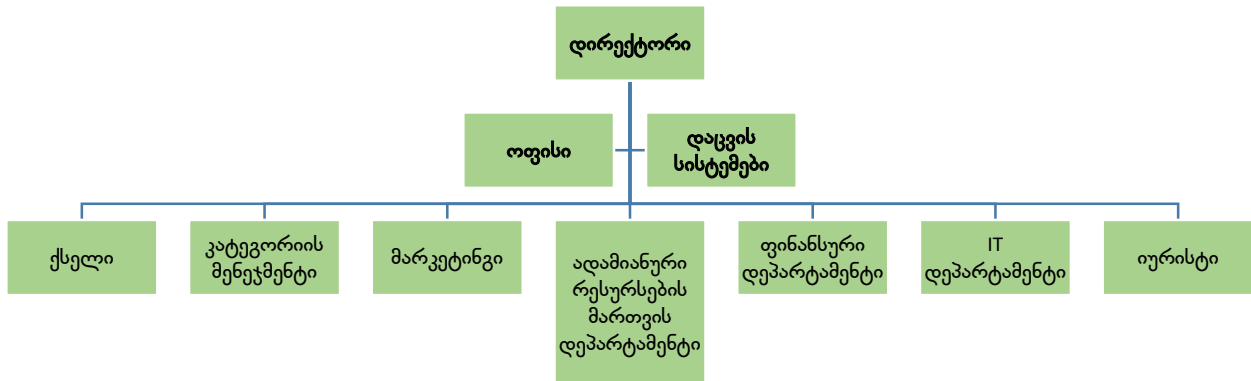 დირექტორი
ოფისი
დაცვის
სისტემები
ქსელი
კატეგორიის
მენეჯმენტი
მარკეტინგი
ადამიანური
რესურსების
მართვის
დეპარტამენტი
ფინანსური
დეპარტამენტი
IT
დეპარტამენტი
იურისტი